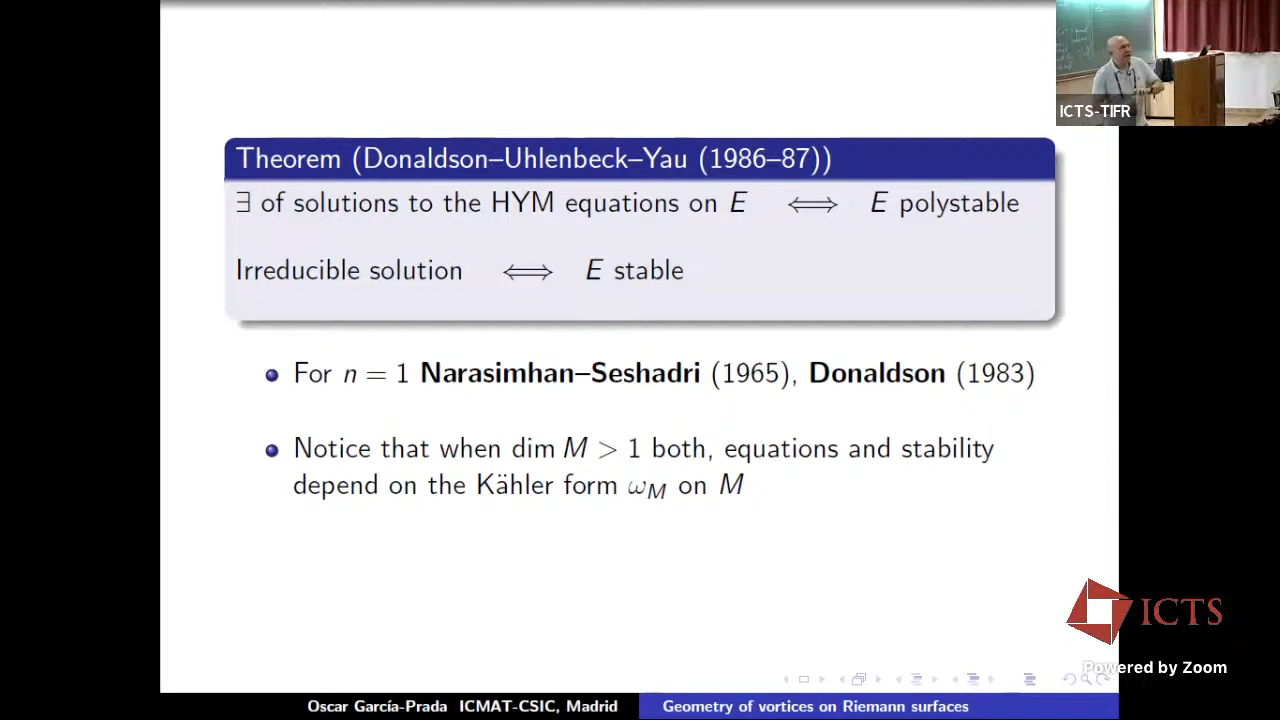 ICTS-TIFR
Theorem (Donaldson–Uhlenbeck–Yau (1986–87))
∃ of solutions to the HYM equations on E ⟺ E polystable
Irreducible solution ⟺ E stable
For n = 1 Narasimhan–Seshadri (1965), Donaldson (1983)
Notice that when dim M > 1 both, equations and stability
depend on the Kähler form ω_M on M
ICTS
Powered by Zoom
Oscar García-Prada ICMAT-CSIC, Madrid
Geometry of vortices on Riemann surfaces